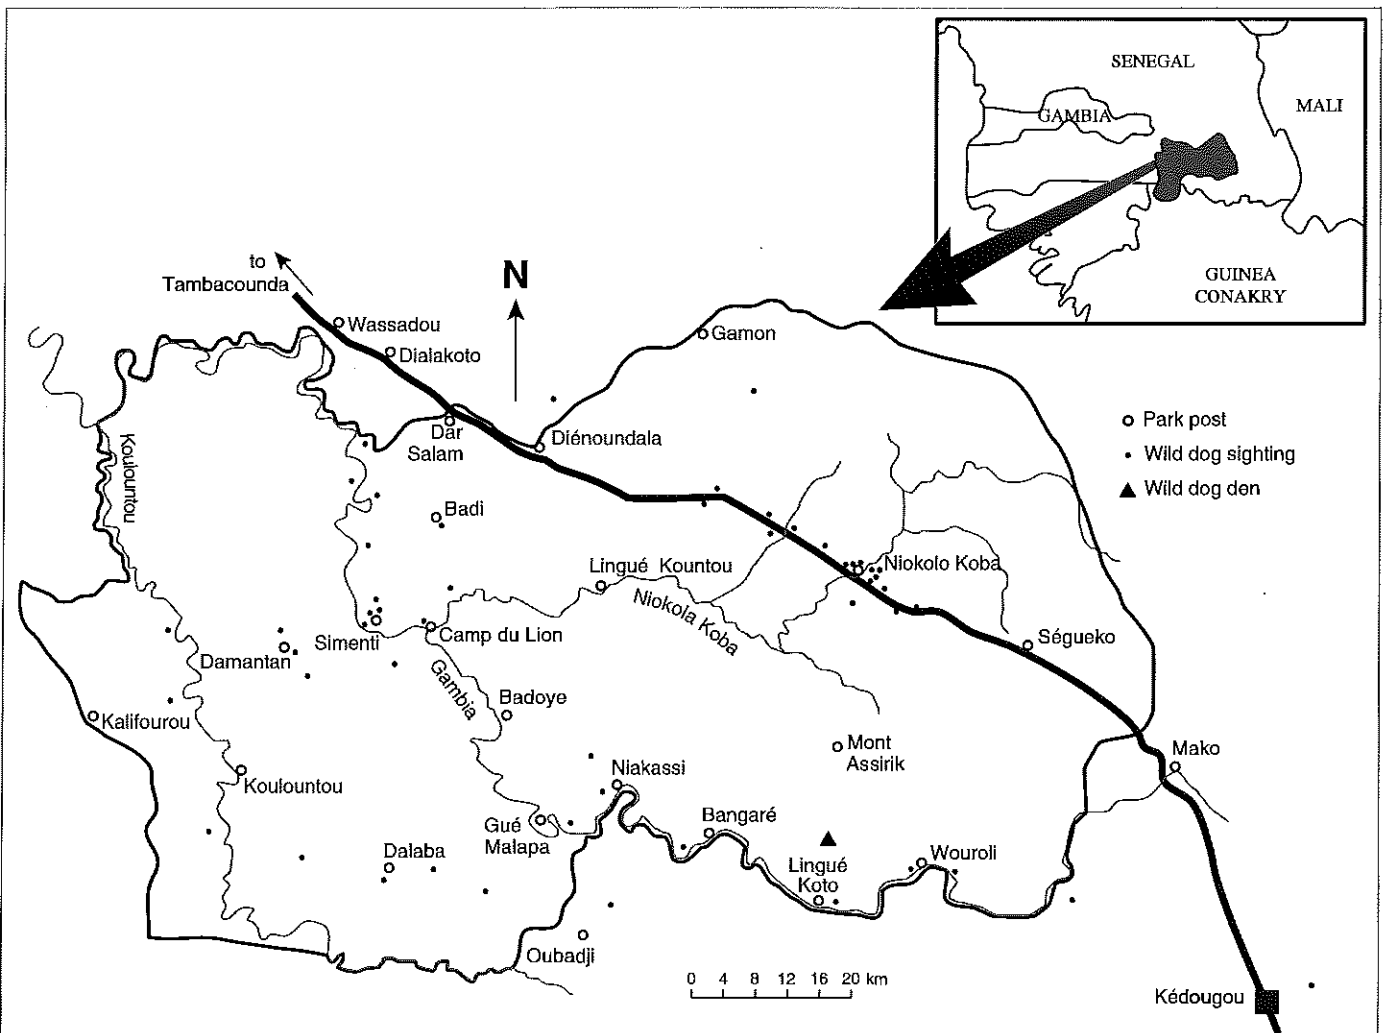 SENEGAL
MALI
GAMBIA
GUINEA
CONAKRY
to
Tambacounda
N
Wassadou
Dialakoto
Gamon
Dar
Salam
Diénoundala
Koulountou
Park post
Wild dog sighting
Wild dog den
Badi
Lingué Kountou
Niokolo Koba
Niokola Koba
Simenti
Camp du Lion
Ségueko
Damantan
Gambia
Badoye
Kalifourou
Mont
Assirik
Mako
Koulountou
Niakassi
Gué
Malapa
Bangaré
Dalaba
Lingué
Koto
Wouroli
Oubadji
0 4 8 12 16 20 km
Kédougou